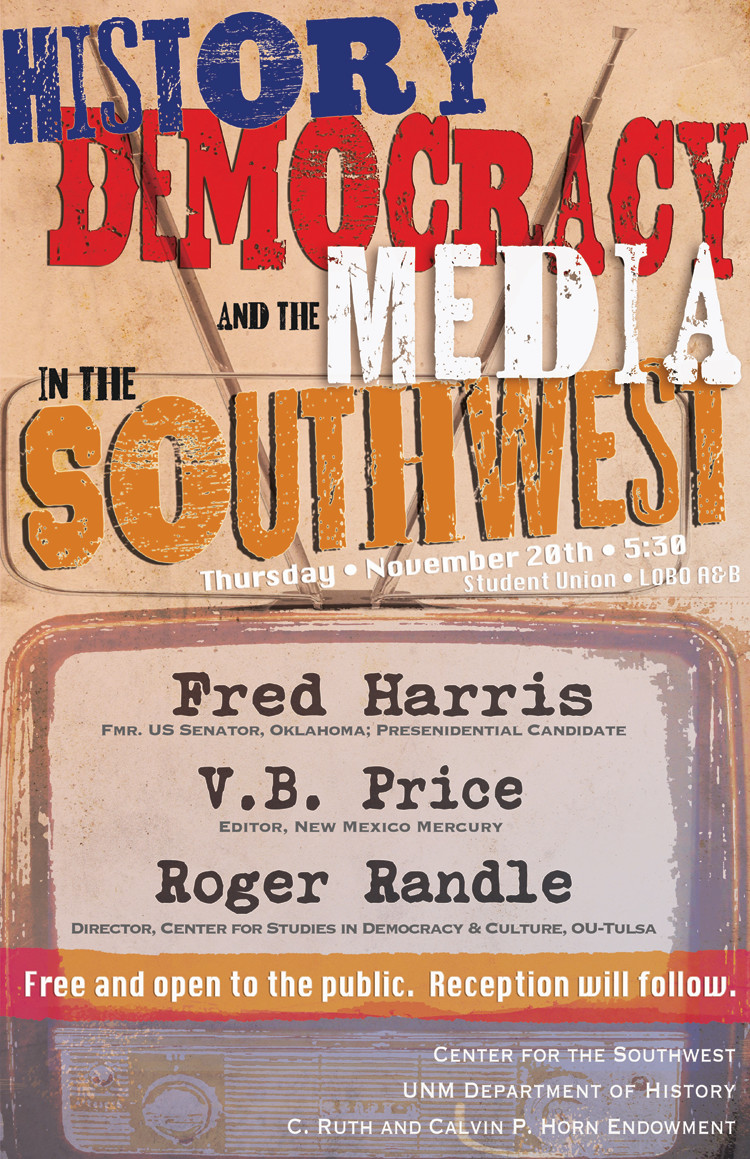 HISTORY
DEMOCRACY
AND THE MEDIA
IN THE
SOUTHWEST
Thursday • November 20th • 5:30
Student Union • LOBO A&B
Fred Harris
FMR. US SENATOR, OKLAHOMA; PRESENIDENTIAL CANDIDATE
V.B. Price
EDITOR, NEW MEXICO MERCURY
Roger Randle
DIRECTOR, CENTER FOR STUDIES IN DEMOCRACY & CULTURE, OU-TULSA
Free and open to the public. Reception will follow.
CENTER FOR THE SOUTHWEST
UNM DEPARTMENT OF HISTORY
C. RUTH AND CALVIN P. HORN ENDOWMENT